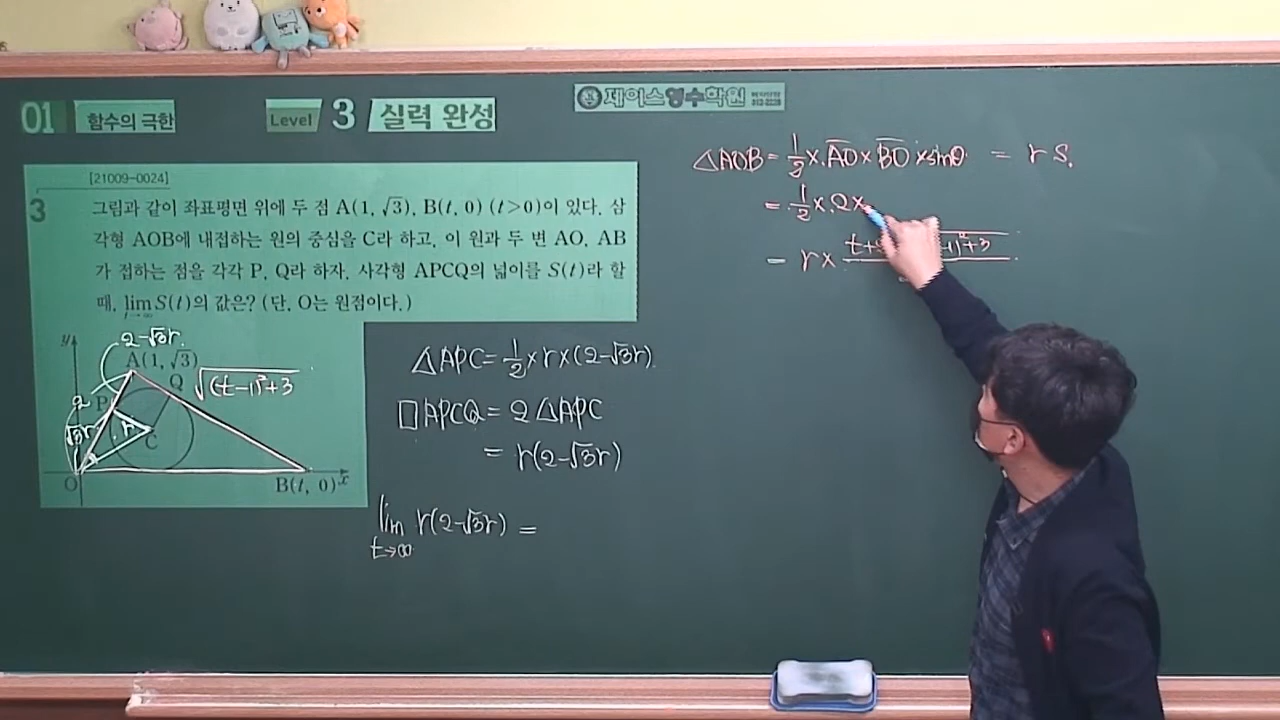 01 함수의 극한 Level 3 실력 완성
제이스영수학원
[21009-0024]
3 그림과 같이 좌표평면 위에 두 점 A(1, √3), B(t, 0) (t>0)이 있다. 삼
각형 AOB에 내접하는 원의 중심을 C라 하고, 이 원과 두 변 AO, AB
가 접하는 점을 각각 P, Q라 하자. 사각형 APCQ의 넓이를 S(t)라 할
때, lim t→∞ S(t)의 값은? (단, O는 원점이다.)
y
2-√3r
A(1, √3)
Q
√(t-1)²+3
2
P
√3r
C
O
B(t, 0)
x
△APC=½×r×(2-√3r)
□APCQ=2△APC
=r(2-√3r)
lim t→∞ r(2-√3r)=
△AOB=½×AO×BO×sinθ = rs.
=½×2×
=r×